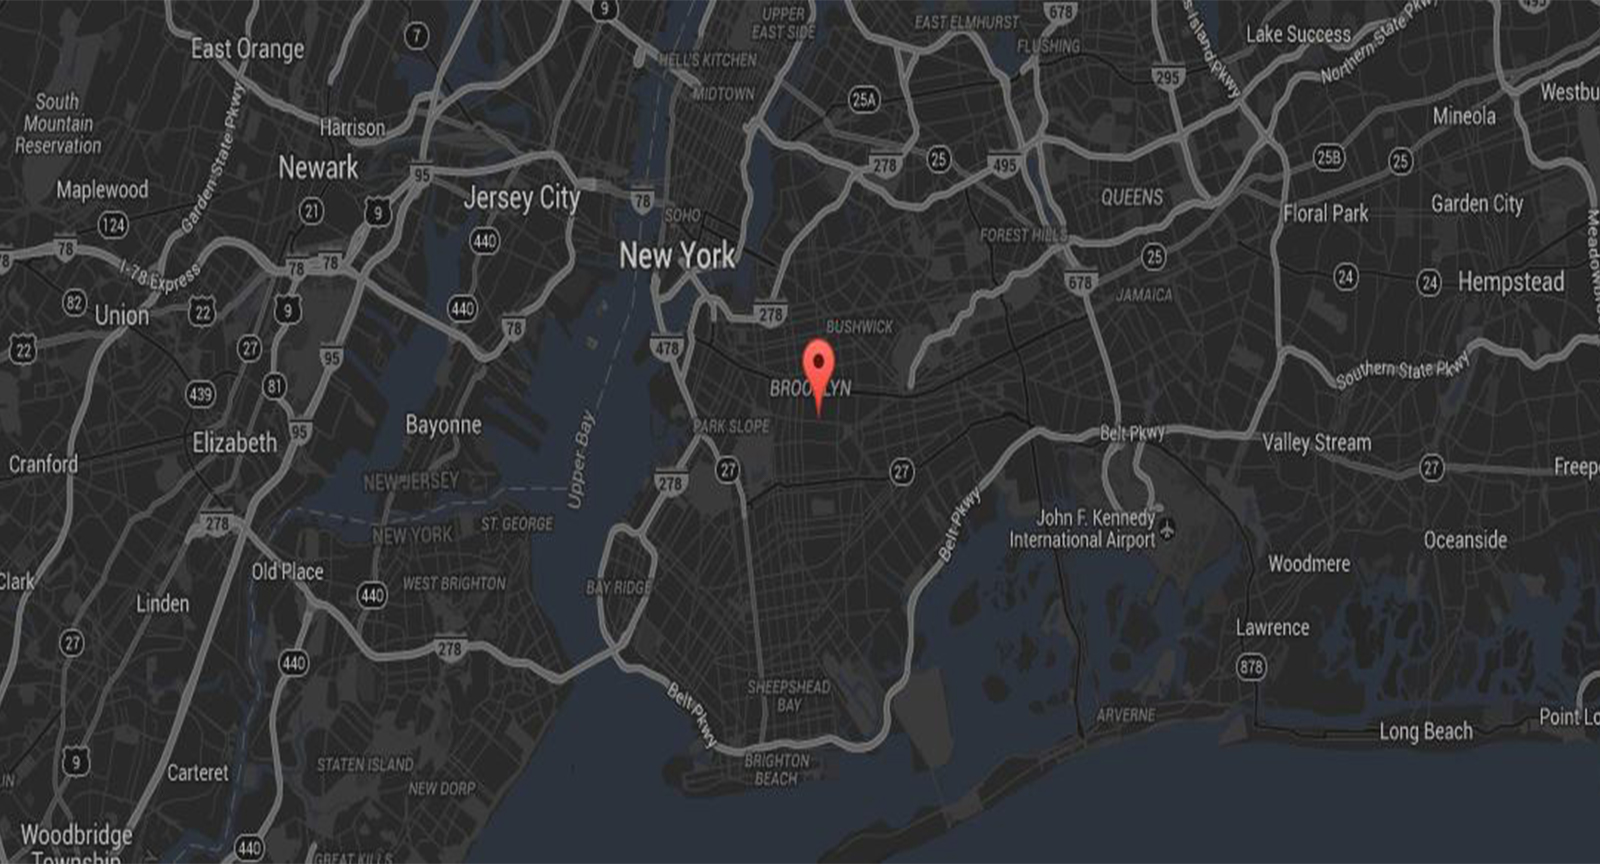 9
678
495
UPPER
EAST SIDE
EAST ELMHURST
Lake Success
7
East Orange
HELL'S KITCHEN
FLUSHING
Northern State Pkwy
295
s Island Pkwy
MIDTOWN
25A
Westbu
South
Mountain
Reservation
Garden State Pkwy
Harrison
Mineola
Newark
95
278
25
495
25B
25
Maplewood
Jersey City
78
QUEENS
Garden City
124
21
9
SOHO
Floral Park
Meadowbroo
440
FOREST HILLS
78
78
78
78
New York
25
I-78 Express
678
24
24
Hempstead
JAMAICA
82
Union
22
9
440
78
278
BUSHWICK
22
27
95
478
Southern State Pkwy
439
81
BROOKLYN
Bayonne
PARK SLOPE
95
Elizabeth
Belt Pkwy
Valley Stream
Upper Bay
Cranford
27
27
27
Freep
NEW JERSEY
278
278
NEW YORK
ST. GEORGE
Belt Pkwy
John F. Kennedy
International Airport
Oceanside
Woodmere
Clark
Old Place
WEST BRIGHTON
BAY RIDGE
440
Linden
Lawrence
27
440
278
878
Belt Pkwy
SHEEPSHEAD
BAY
ARVERNE
Point Lo
Long Beach
9
Carteret
STATEN ISLAND
BRIGHTON
BEACH
IN
NEW DORP
Woodbridge
Township
440
GREAT KILLS